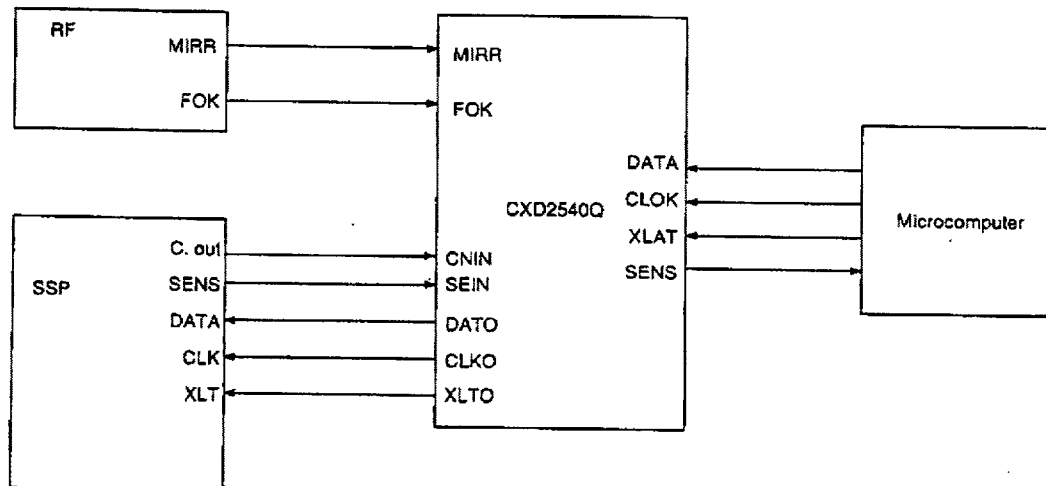 RF
MIRR
FOK
MIRR
FOK
CXD2540Q
DATA
CLOK
XLAT
SENS
Microcomputer
SSP
C. out
SENS
DATA
CLK
XLT
CNIN
SEIN
DATO
CLKO
XLTO